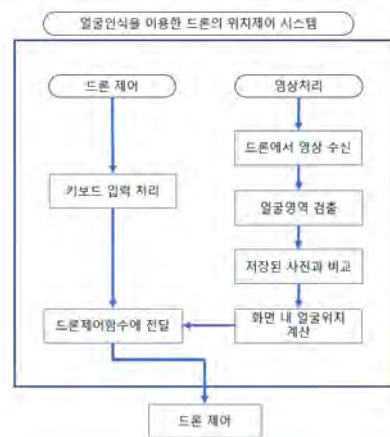 얼굴인식을 이용한 드론의 위치제어 시스템
드론 제어
영상처리
드론에서 영상 수신
키보드 입력 처리
얼굴영역 검출
저장된 사진과 비교
드론제어함수에 전달
화면 내 얼굴위치
계산
드론 제어